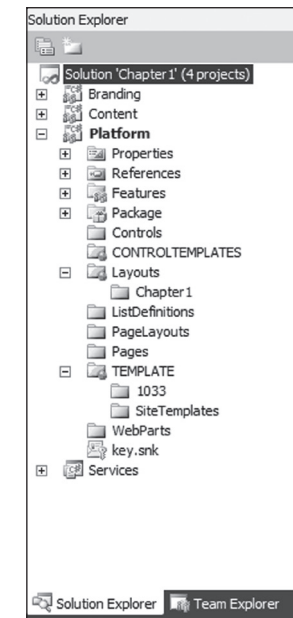 Solution Explorer
Solution 'Chapter1' (4 projects)
Branding
Content
Platform
Properties
References
Features
Package
Controls
CONTROLTEMPLATES
Layouts
Chapter1
ListDefinitions
PageLayouts
Pages
TEMPLATE
1033
SiteTemplates
WebParts
key.snk
Services
Solution Explorer Team Explorer